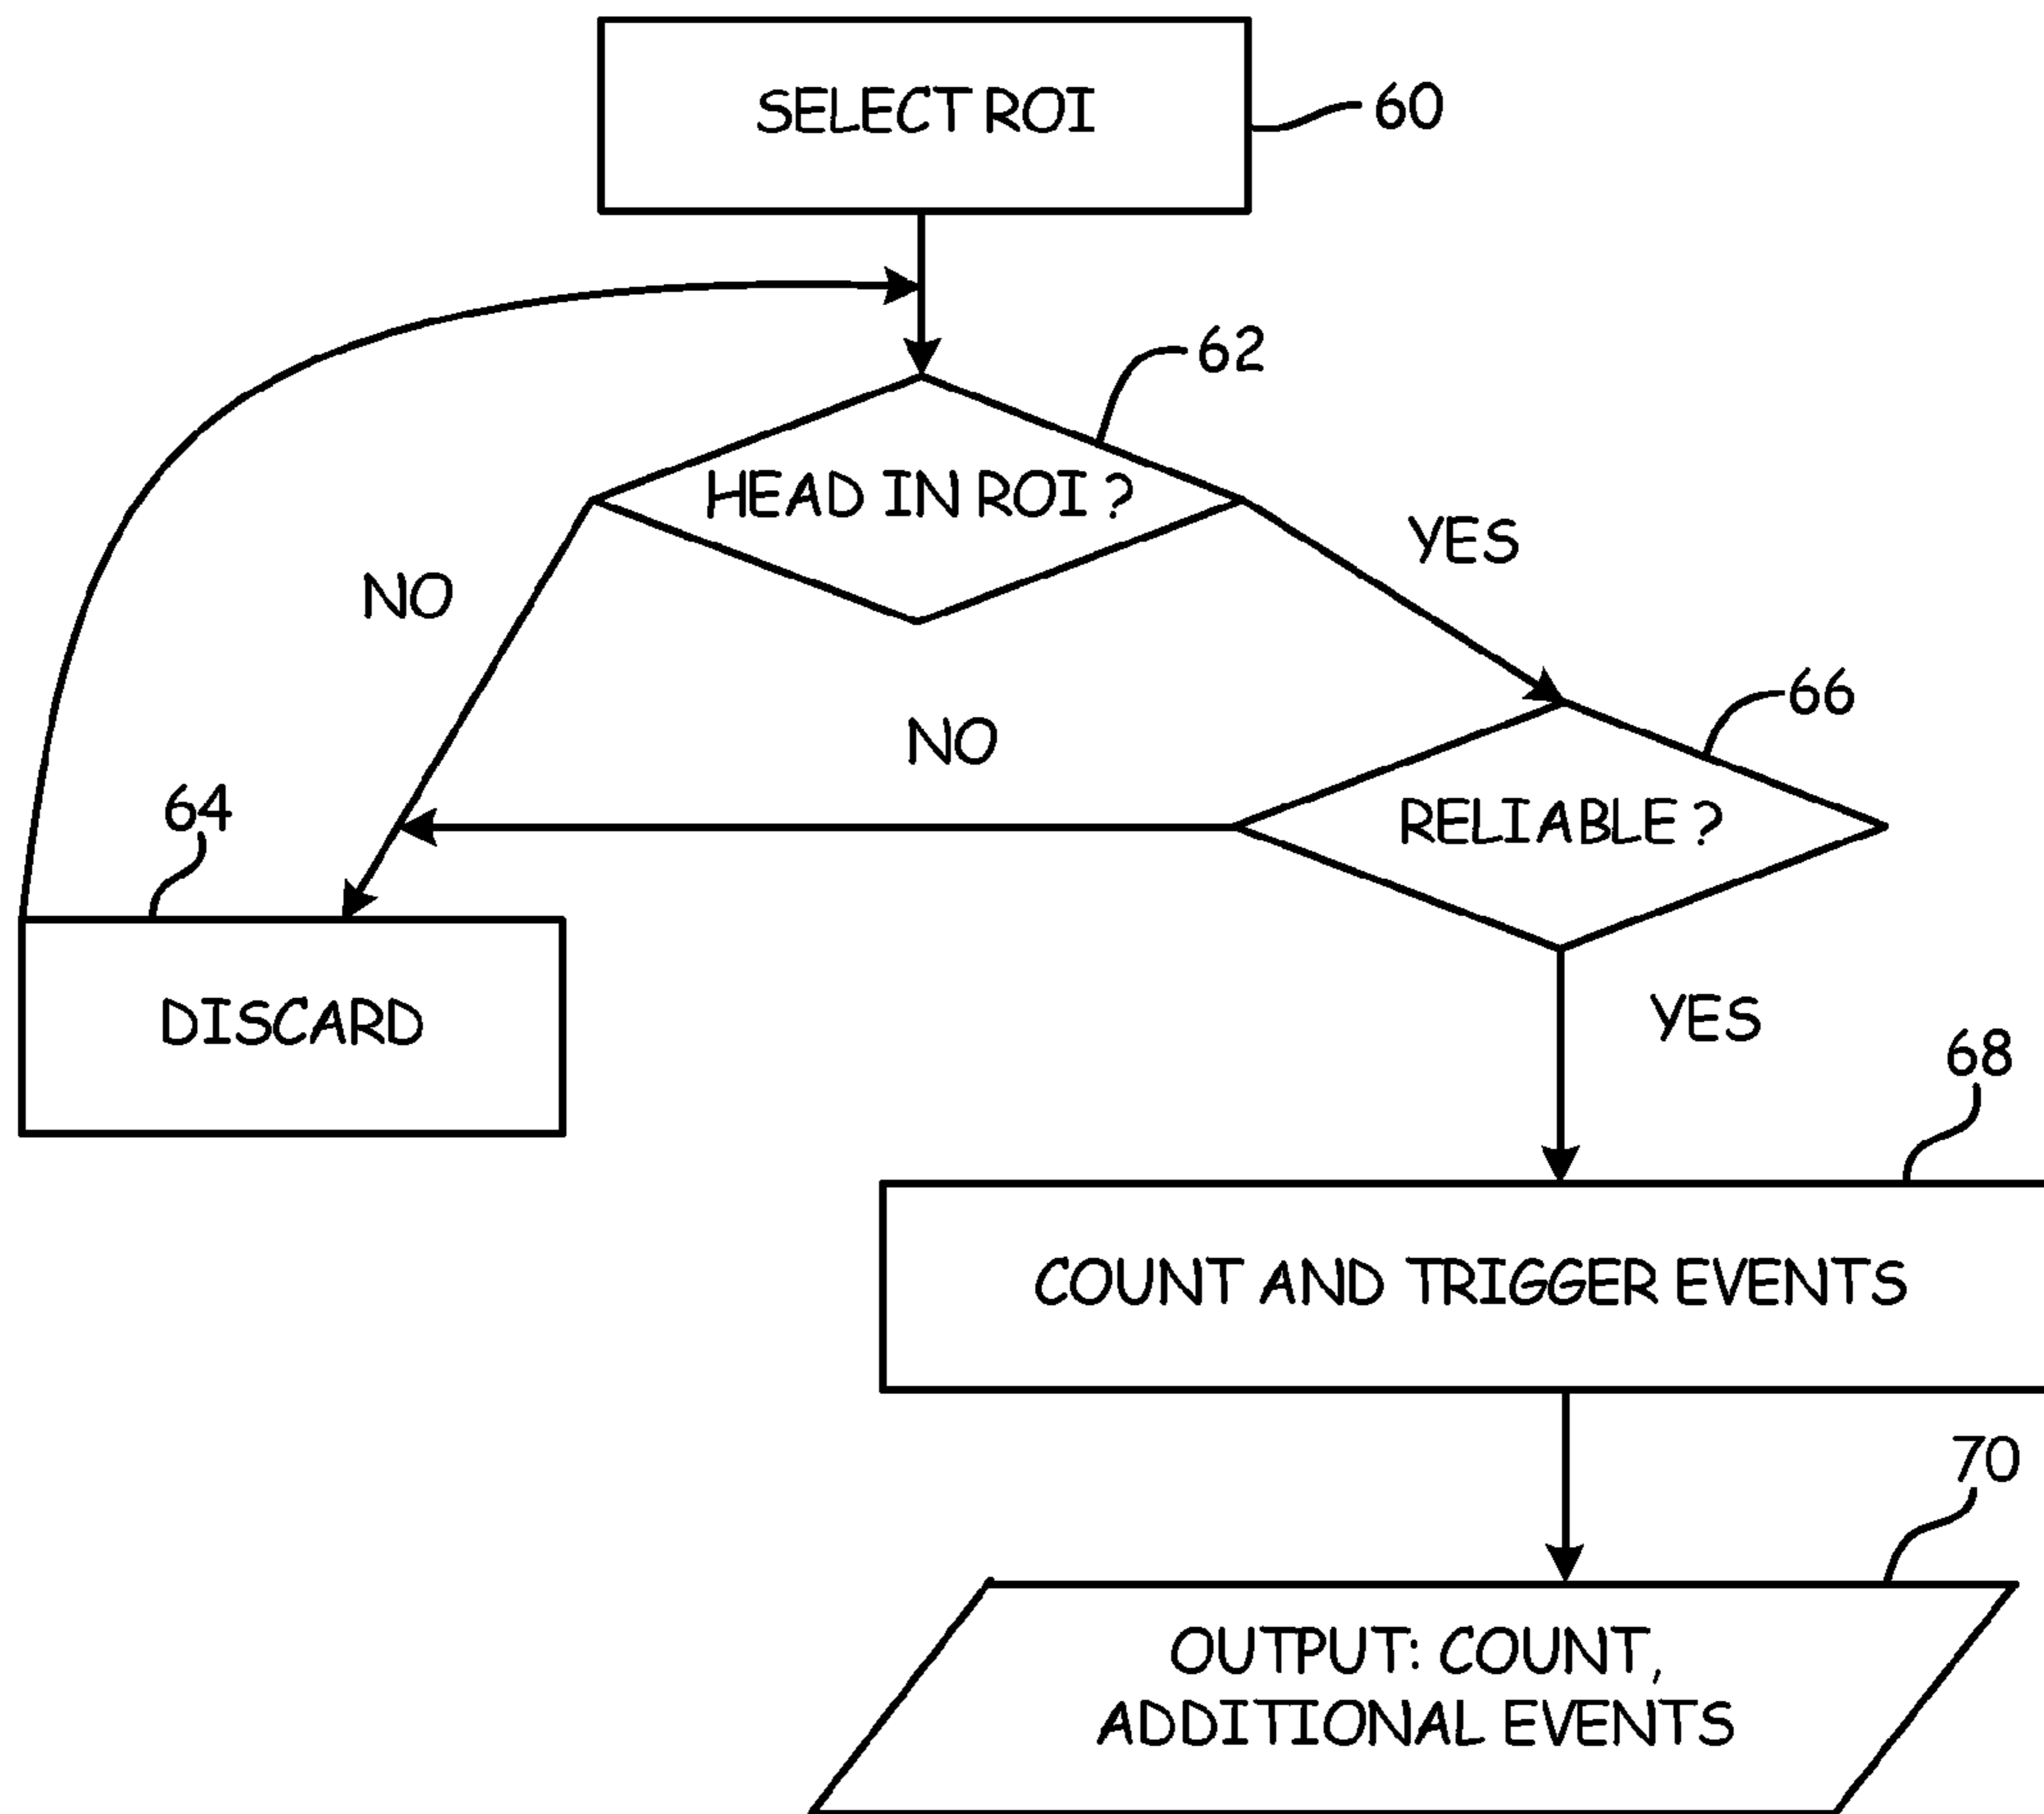 SELECT ROI
60
62
HEAD IN ROI ?
YES
NO
66
NO
64
RELIABLE ?
DISCARD
YES
68
COUNT AND TRIGGER EVENTS
70
OUTPUT: COUNT,
ADDITIONAL EVENTS